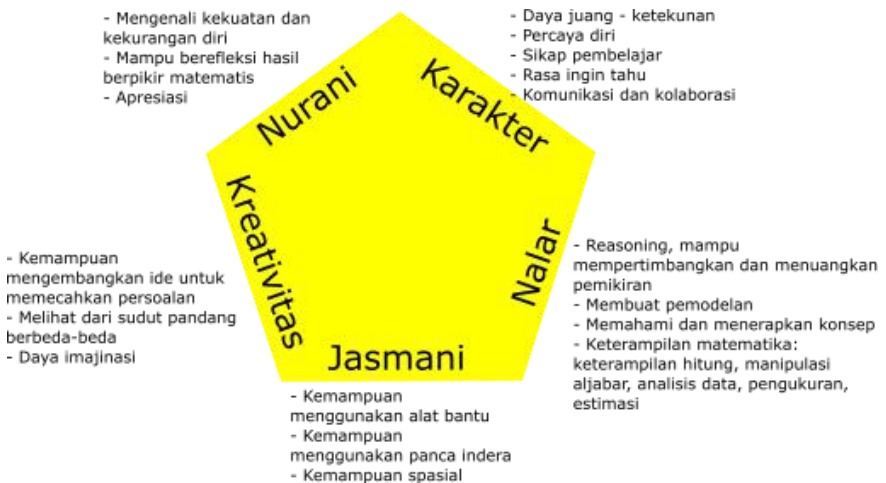 - Mengenali kekuatan dan
kekurangan diri
- Mampu berefleksi hasil
berpikir matematis
- Apresiasi
Nurani
- Daya juang - ketekunan
- Percaya diri
- Sikap pembelajar
- Rasa ingin tahu
- Komunikasi dan kolaborasi
Karakter
- Kemampuan
mengembangkan ide untuk
memecahkan persoalan
- Melihat dari sudut pandang
berbeda-beda
- Daya imajinasi
Kreativitas
Nalar
- Reasoning, mampu
mempertimbangkan dan menuangkan
pemikiran
- Membuat pemodelan
- Memahami dan menerapkan konsep
- Keterampilan matematika:
keterampilan hitung, manipulasi
aljabar, analisis data, pengukuran,
estimasi
Jasmani
- Kemampuan
menggunakan alat bantu
- Kemampuan
menggunakan panca indera
- Kemampuan spasial